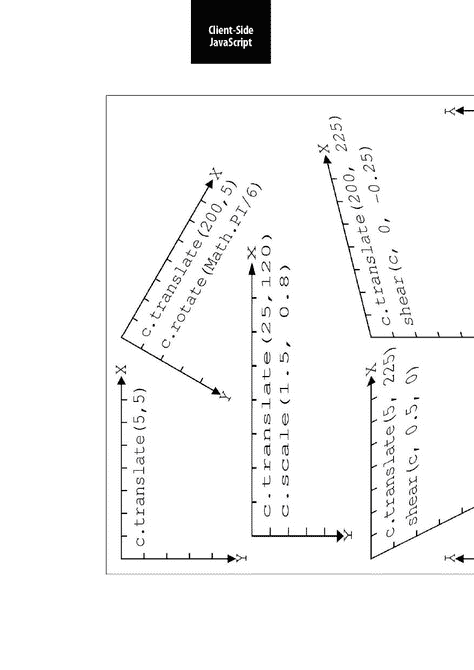 Client-Side
JavaScript
X
c.translate(5,5)
Y
X
c.translate(200,5)
c.rotate(Math.PI/6)
Y
X
c.translate(25,120)
c.scale(1.5, 0.8)
Y
X
c.translate(5, 225)
shear(c, 0.5, 0)
Y
X
c.translate(200, 225)
shear(c, 0, -0.25)
Y